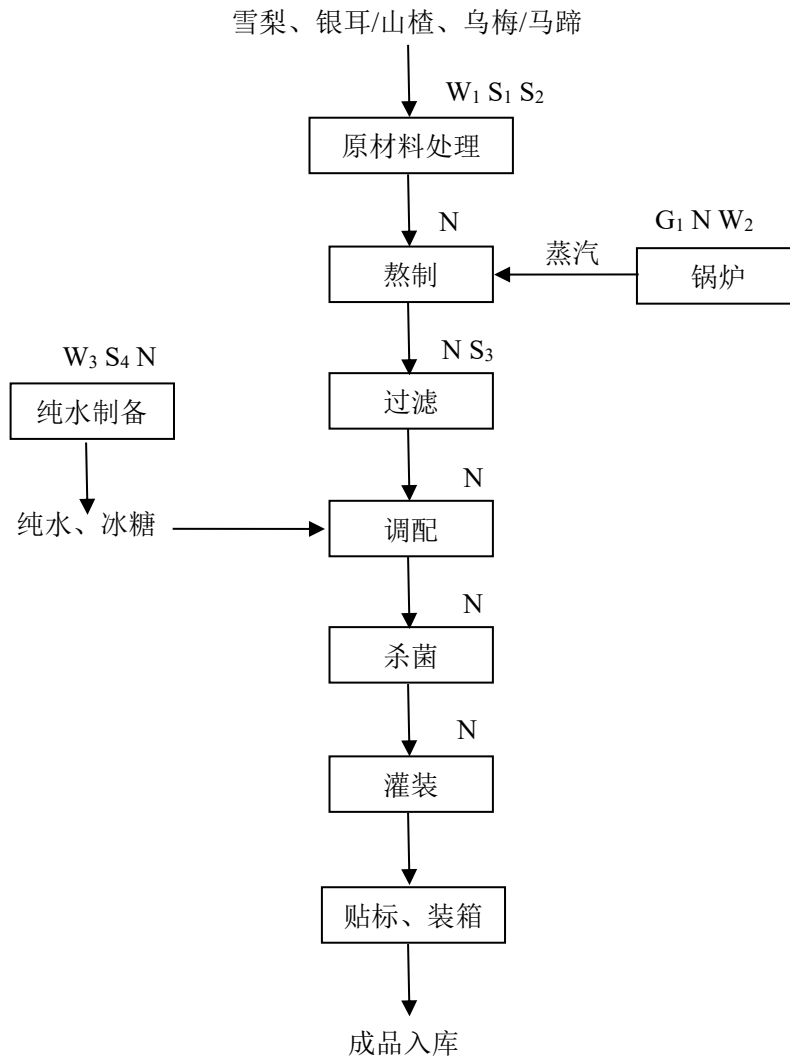 雪梨、银耳/山楂、乌梅/马蹄
W₁ S₁ S₂
原材料处理
N
G₁ N W₂
熬制
蒸汽
锅炉
N S₃
W₃ S₄ N
过滤
纯水制备
N
纯水、冰糖
调配
N
杀菌
N
灌装
贴标、装箱
成品入库